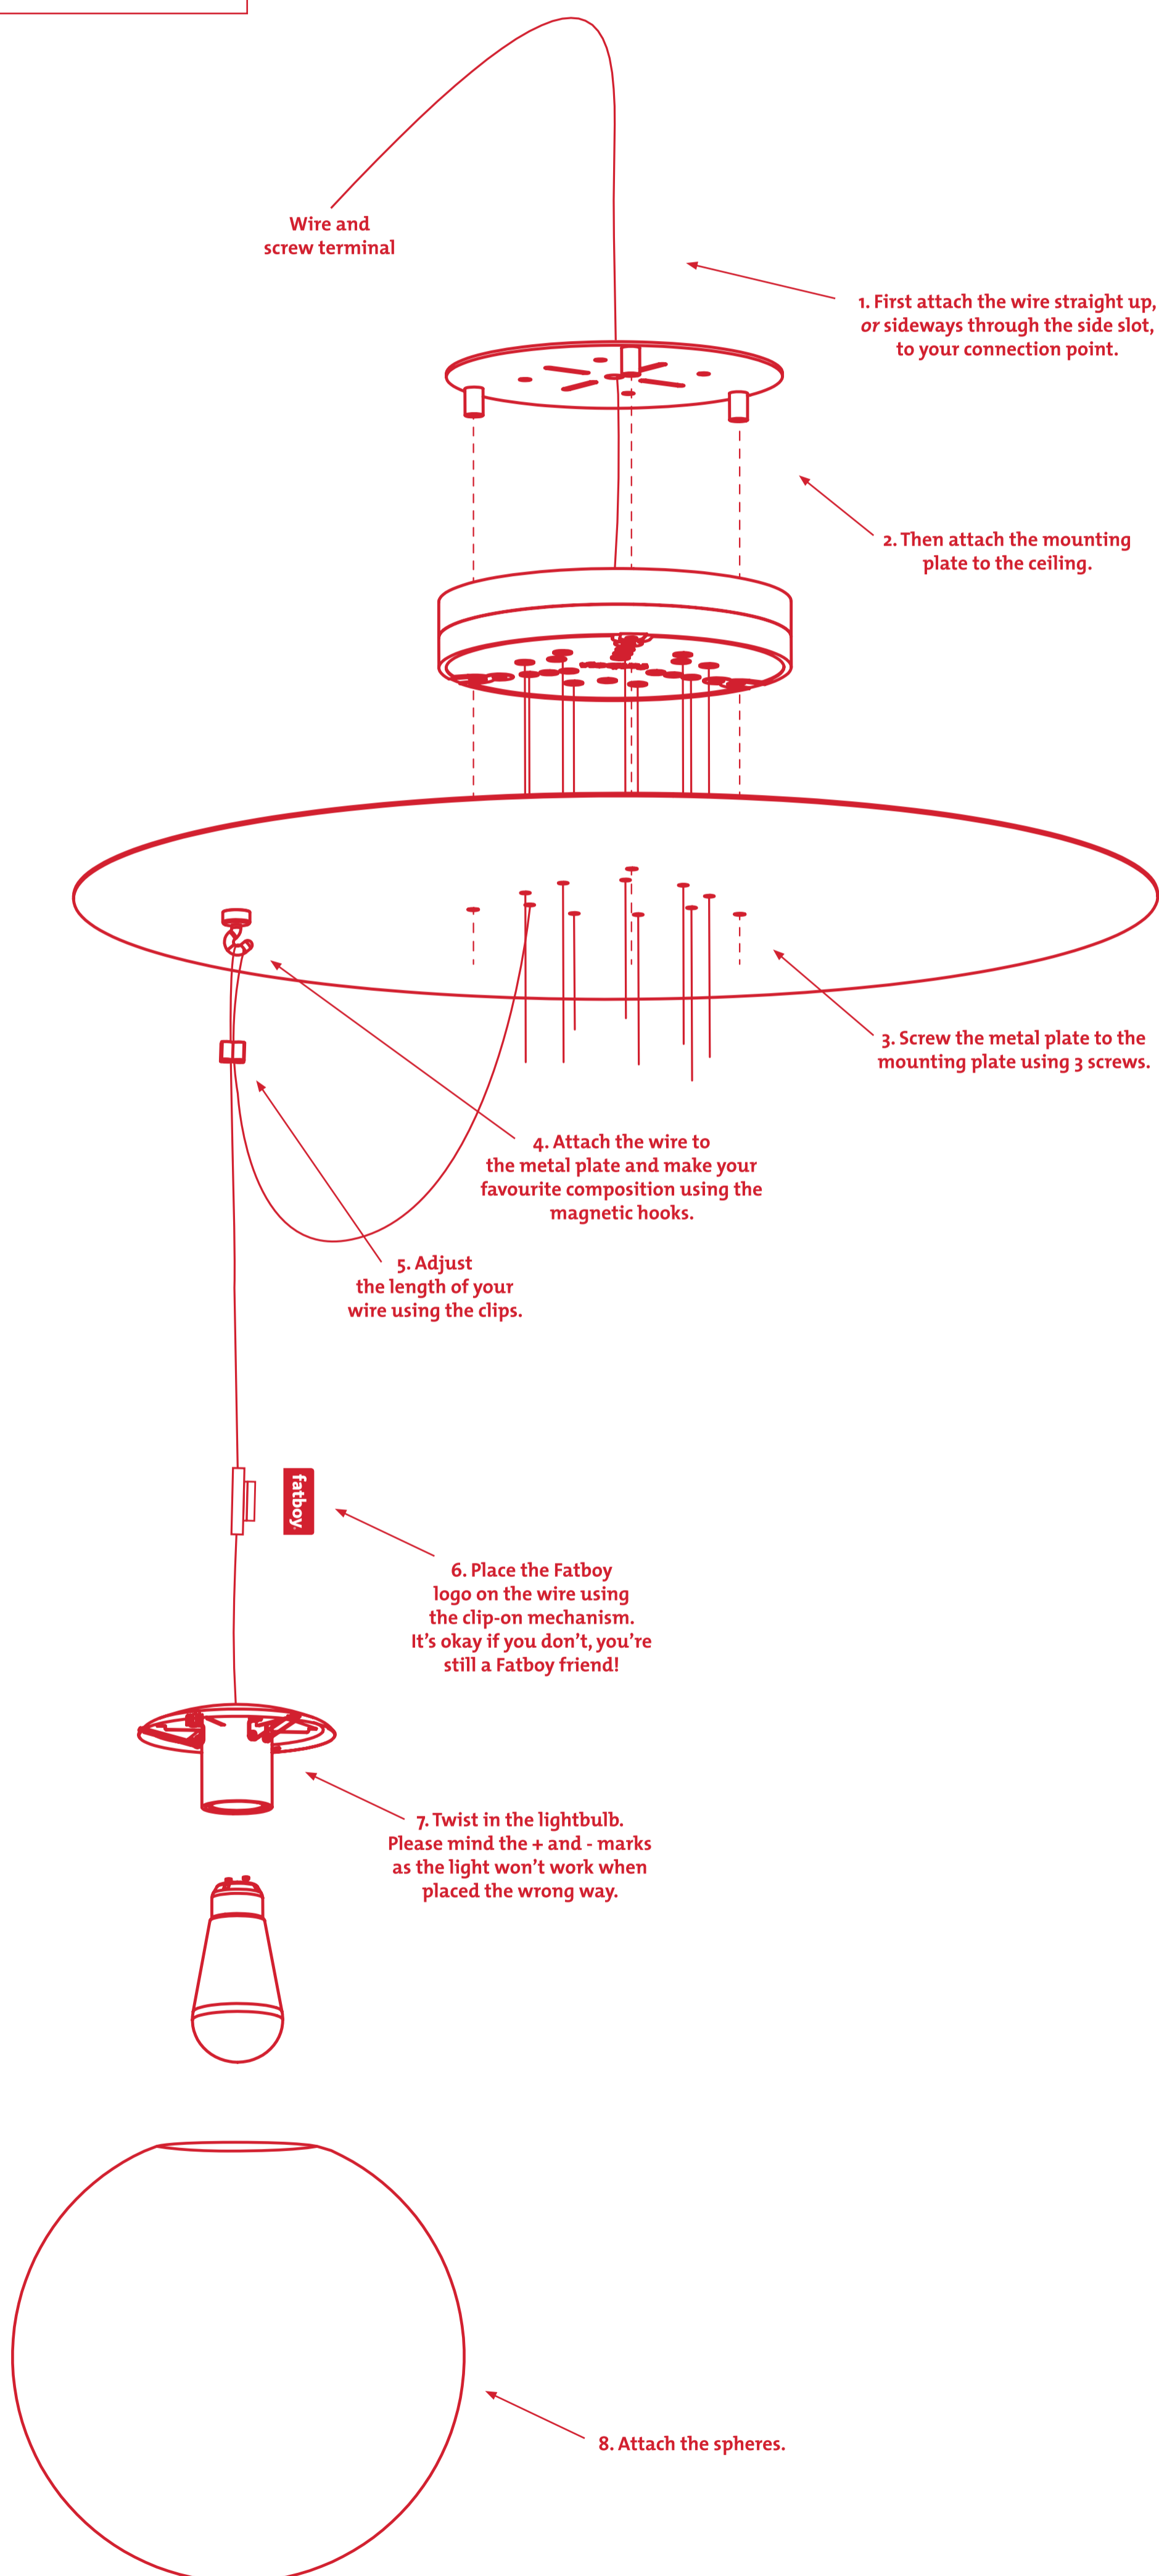 Wire and
screw terminal
1. First attach the wire straight up,
or sideways through the side slot,
to your connection point.
2. Then attach the mounting
plate to the ceiling.
3. Screw the metal plate to the
mounting plate using 3 screws.
4. Attach the wire to
the metal plate and make your
favourite composition using the
magnetic hooks.
5. Adjust
the length of your
wire using the clips.
fatboy
6. Place the Fatboy
logo on the wire using
the clip-on mechanism.
It’s okay if you don’t, you’re
still a Fatboy friend!
7. Twist in the lightbulb.
Please mind the + and - marks
as the light won’t work when
placed the wrong way.
8. Attach the spheres.